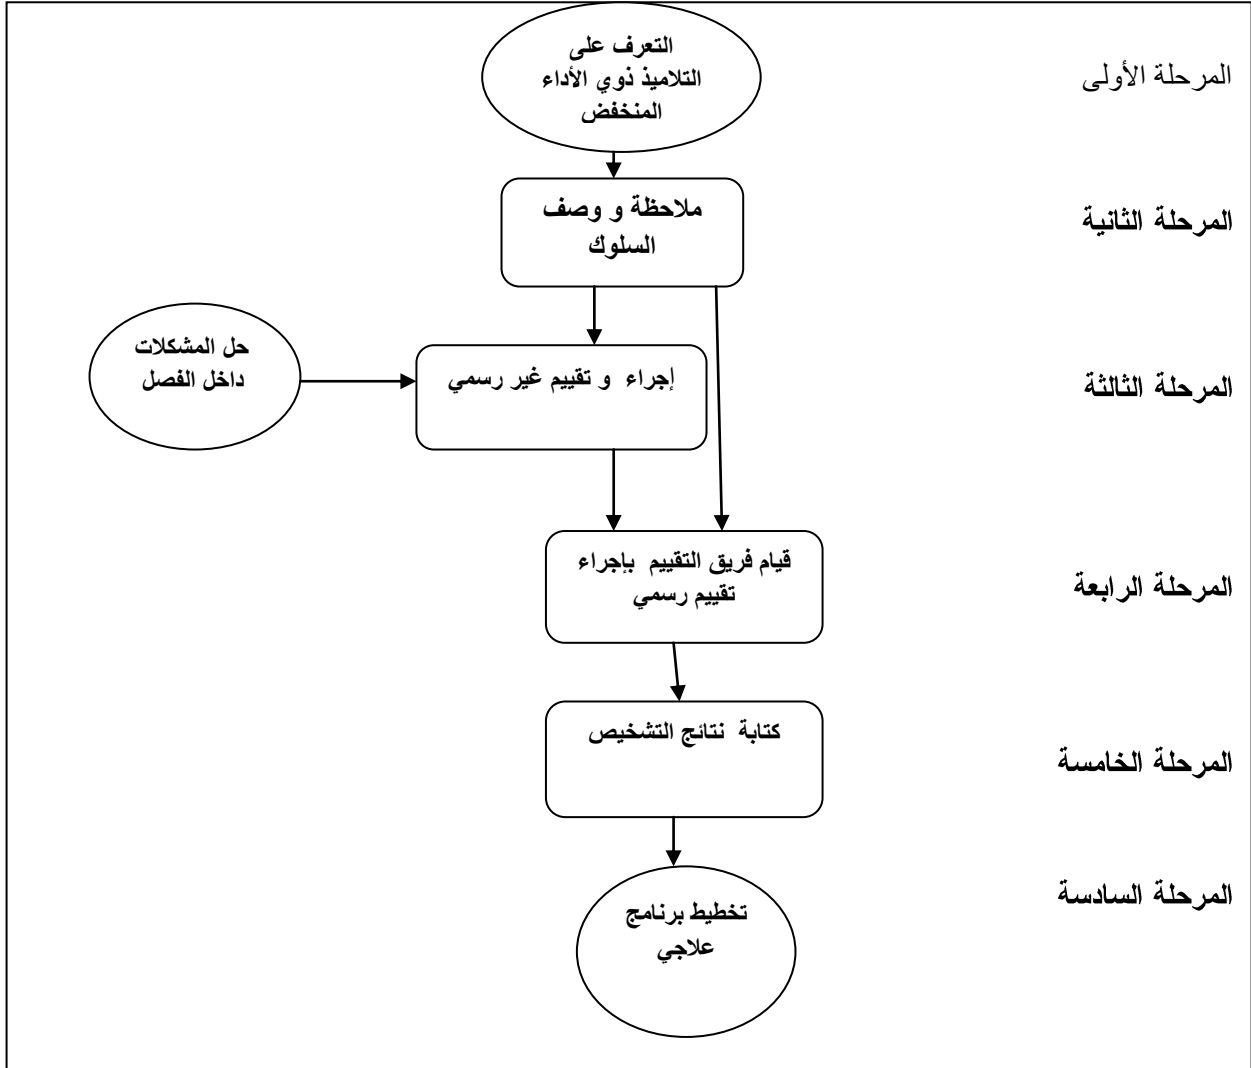 المرحلة الأولى
التعرف على
التلاميذ ذوي الأداء
المنخفض
المرحلة الثانية
ملاحظة و وصف
السلوك
المرحلة الثالثة
إجراء و تقييم غير رسمي
حل المشكلات
داخل الفصل
المرحلة الرابعة
قيام فريق التقييم بإجراء
تقييم رسمي
المرحلة الخامسة
كتابة نتائج التشخيص
المرحلة السادسة
تخطيط برنامج
علاجي